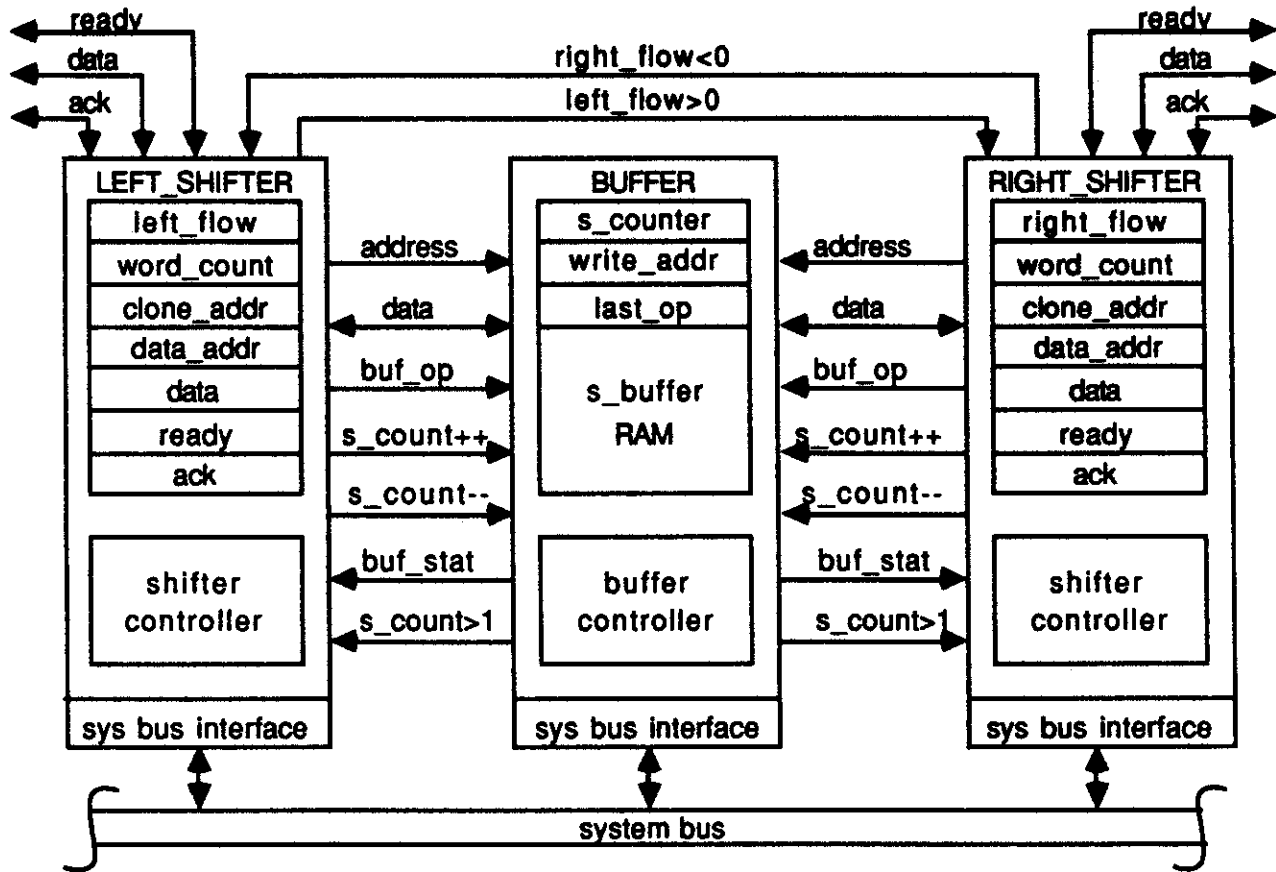 ready
ready
data
data
right_flow<0
ack
ack
left_flow>0
LEFT_SHIFTER
left_flow
word_count
clone_addr
data_addr
data
ready
ack
shifter
controller
sys bus interface
address
data
buf_op
s_count++
s_count--
buf_stat
s_count>1
BUFFER
s_counter
write_addr
last_op
s_buffer
RAM
buffer
controller
sys bus interface
address
data
buf_op
s_count++
s_count--
buf_stat
s_count>1
RIGHT_SHIFTER
right_flow
word_count
clone_addr
data_addr
data
ready
ack
shifter
controller
sys bus interface
system bus